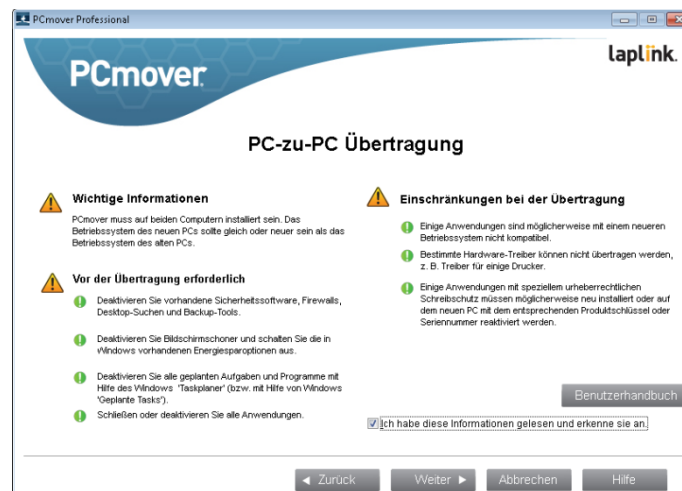 PCmover Professional
PCmover.
laplink.
PC-zu-PC Übertragung
Wichtige Informationen
PCmover muss auf beiden Computern installiert sein. Das
Betriebssystem des neuen PCs sollte gleich oder neuer sein als das
Betriebssystem des alten PCs.
Vor der Übertragung erforderlich
Deaktivieren Sie vorhandene Sicherheitssoftware, Firewalls,
Desktop-Suchen und Backup-Tools.
Deaktivieren Sie Bildschirmschoner und schalten Sie die in
Windows vorhandenen Energiesparoptionen aus.
Deaktivieren Sie alle geplanten Aufgaben und Programme mit
Hilfe des Windows 'Taskplaner' (bzw. mit Hilfe von Windows
'Geplante Tasks').
Schließen oder deaktivieren Sie alle Anwendungen.
Einschränkungen bei der Übertragung
Einige Anwendungen sind möglicherweise mit einem neueren
Betriebssystem nicht kompatibel.
Bestimmte Hardware-Treiber können nicht übertragen werden,
z. B. Treiber für einige Drucker.
Einige Anwendungen mit speziellem urheberrechtlichen
Schreibschutz müssen möglicherweise neu installiert oder auf
dem neuen PC mit dem entsprechenden Produktschlüssel oder
Seriennummer reaktiviert werden.
Benutzerhandbuch
Ich habe diese Informationen gelesen und erkenne sie an.
Zurück
Weiter
Abbrechen
Hilfe